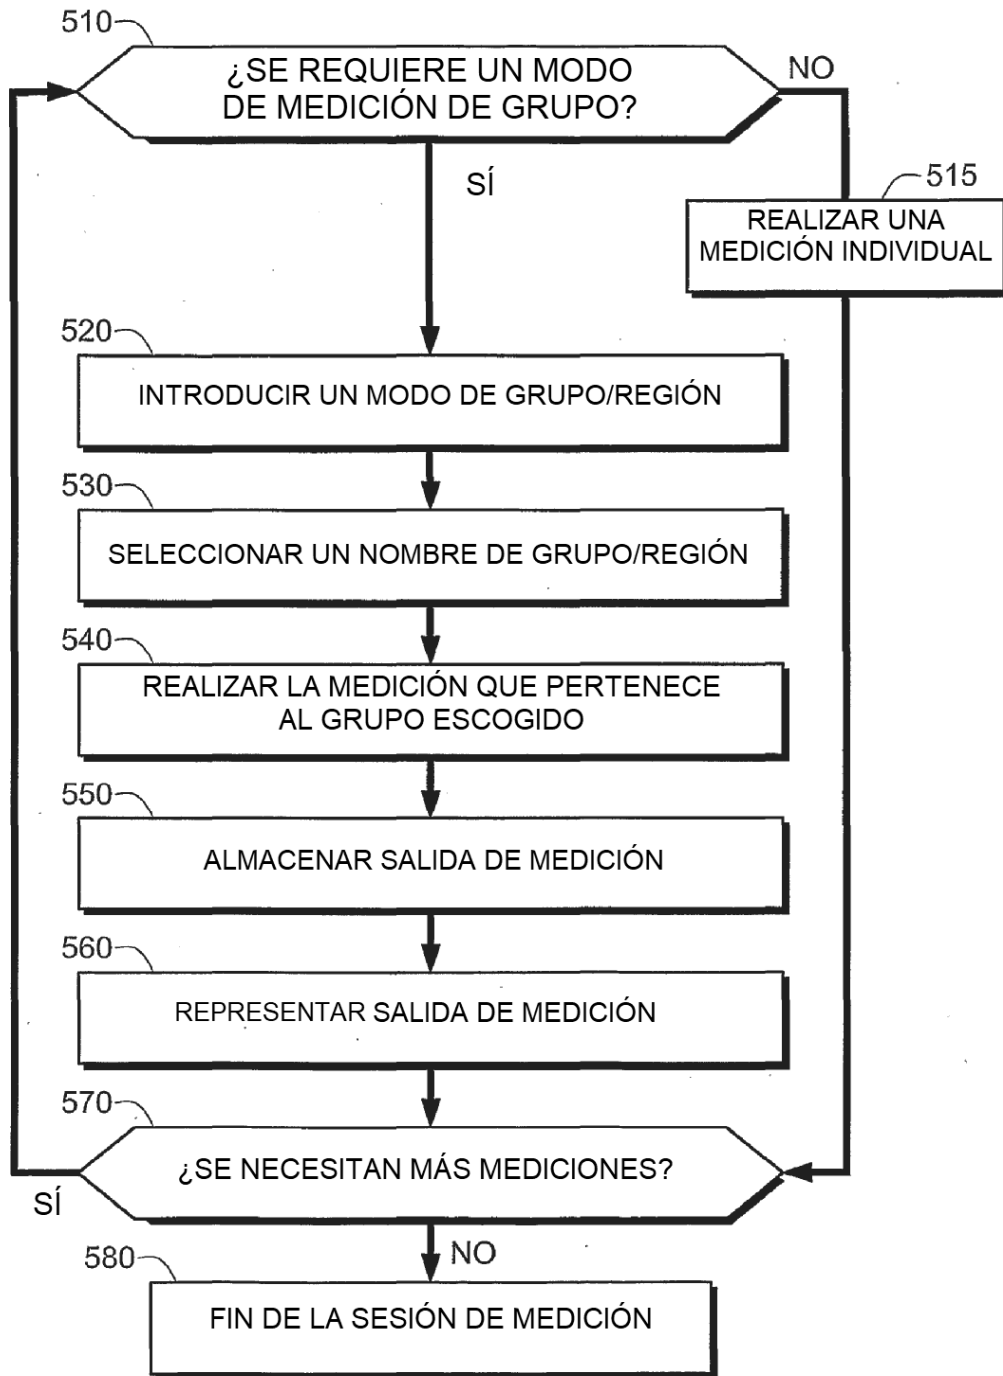 510
¿SE REQUIERE UN MODO
DE MEDICIÓN DE GRUPO?
NO
SÍ
515
REALIZAR UNA
MEDICIÓN INDIVIDUAL
520
INTRODUCIR UN MODO DE GRUPO/REGIÓN
530
SELECCIONAR UN NOMBRE DE GRUPO/REGIÓN
540
REALIZAR LA MEDICIÓN QUE PERTENECE
AL GRUPO ESCOGIDO
550
ALMACENAR SALIDA DE MEDICIÓN
560
REPRESENTAR SALIDA DE MEDICIÓN
570
¿SE NECESITAN MÁS MEDICIONES?
SÍ
NO
580
FIN DE LA SESIÓN DE MEDICIÓN